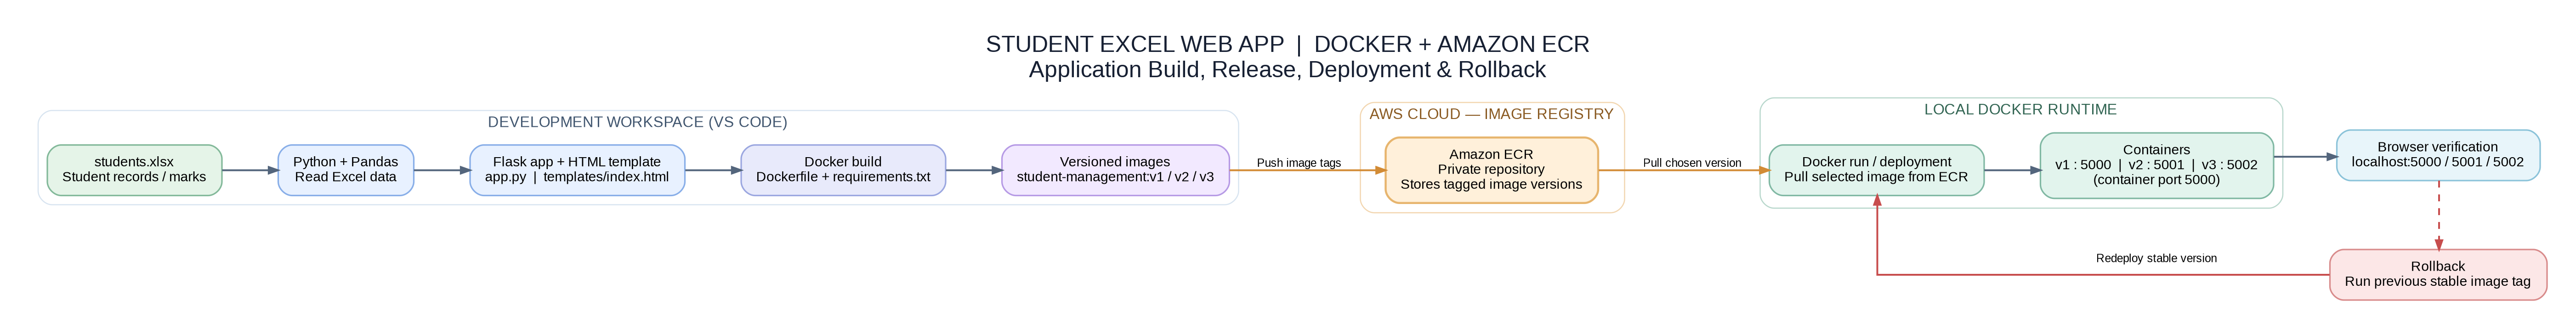 STUDENT EXCEL WEB APP | DOCKER + AMAZON ECR
Application Build, Release, Deployment & Rollback
DEVELOPMENT WORKSPACE (VS CODE)
students.xlsx
Student records / marks
Python + Pandas
Read Excel data
Flask app + HTML template
app.py | templates/index.html
Docker build
Dockerfile + requirements.txt
Versioned images
student-management:v1 / v2 / v3
Push image tags
AWS CLOUD — IMAGE REGISTRY
Amazon ECR
Private repository
Stores tagged image versions
Pull chosen version
LOCAL DOCKER RUNTIME
Docker run / deployment
Pull selected image from ECR
Containers
v1 : 5000 | v2 : 5001 | v3 : 5002
(container port 5000)
Browser verification
localhost:5000 / 5001 / 5002
Redeploy stable version
Rollback
Run previous stable image tag